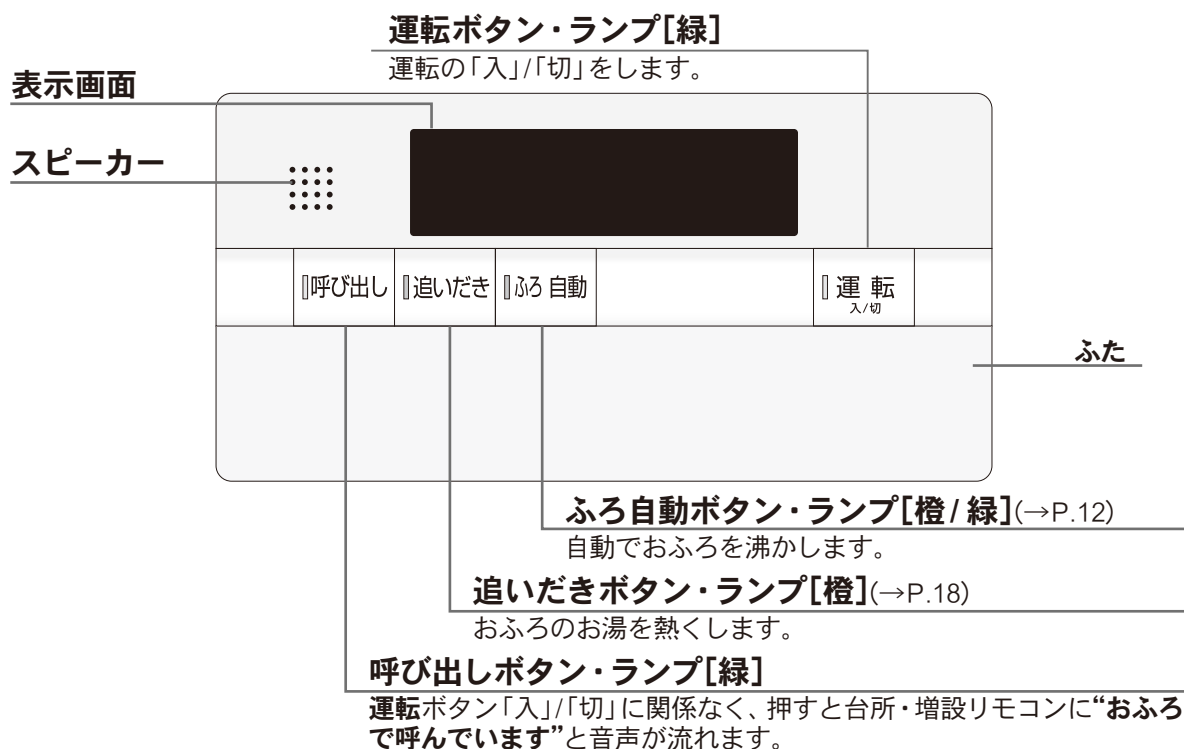 運転ボタン・ランプ[緑]
運転の「入」/「切」をします。
表示画面
スピーカー
呼び出し
追いだき
ふろ 自動
運 転
入/切
ふた
ふろ自動ボタン・ランプ[橙/緑](→P.12)
自動でおふろを沸かします。
追いだきボタン・ランプ[橙](→P.18)
おふろのお湯を熱くします。
呼び出しボタン・ランプ[緑]
運転ボタン「入」/「切」に関係なく、押すと台所・増設リモコンに“おふろ
で呼んでいます”と音声が流れます。